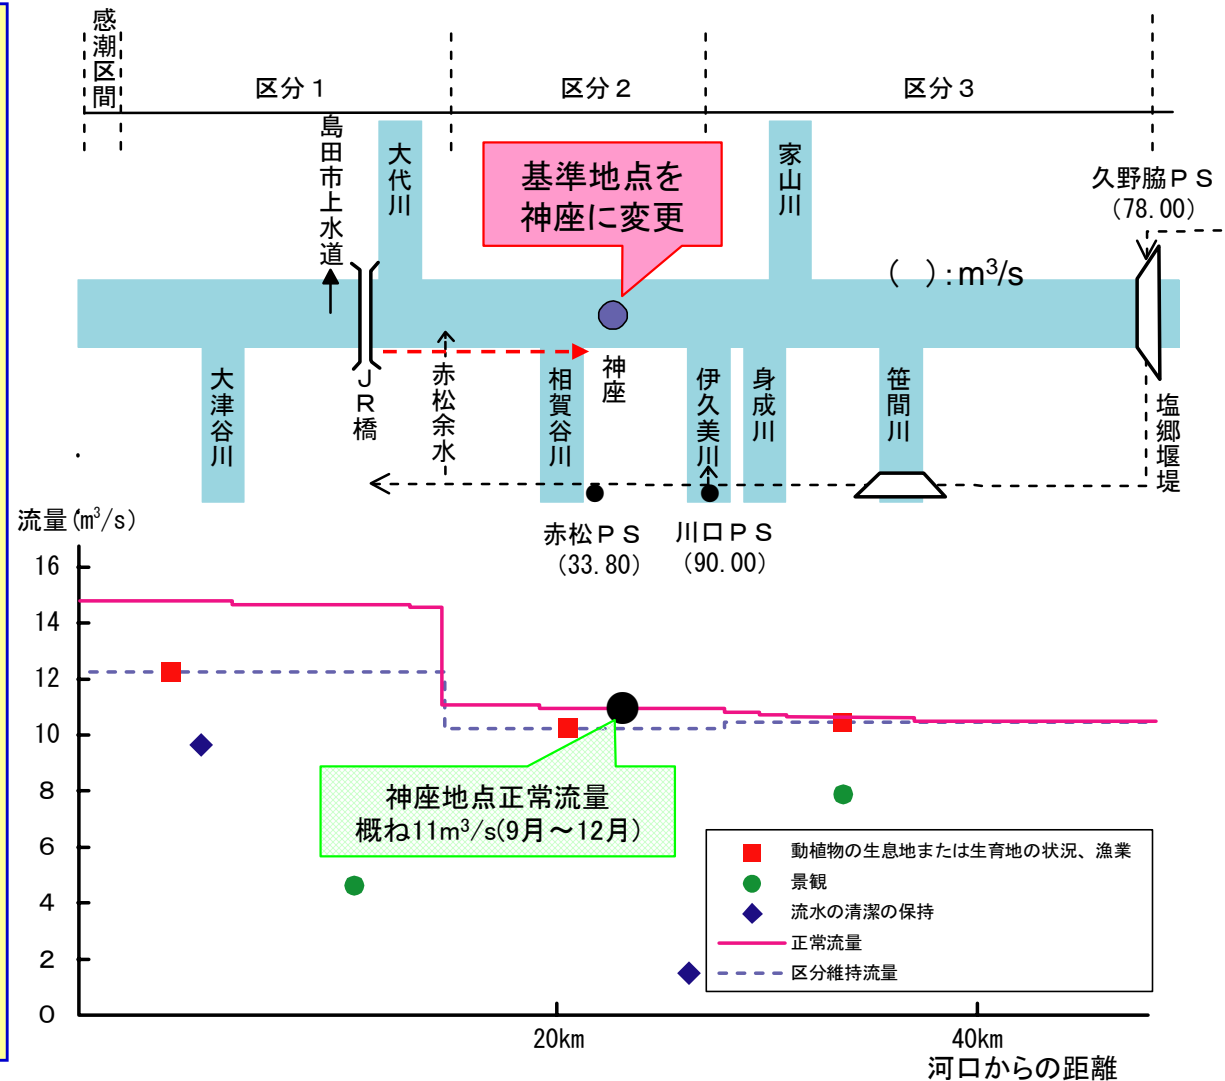 感潮区間
区分1
区分2
区分3
島田市上水道
大代川
基準地点を
神座に変更
家山川
久野脇PS
(78.00)
( ):m³/s
大津谷川
JR橋
赤松余水
相賀谷川
神座
伊久美川
身成川
笹間川
塩郷堰堤
赤松PS
(33.80)
川口PS
(90.00)
流量(m³/s)
16
14
12
10
8
6
4
2
0
神座地点正常流量
概ね11m³/s(9月～12月)
動植物の生息地または生育地の状況、漁業
景観
流水の清潔の保持
正常流量
区分維持流量
20km
40km
河口からの距離